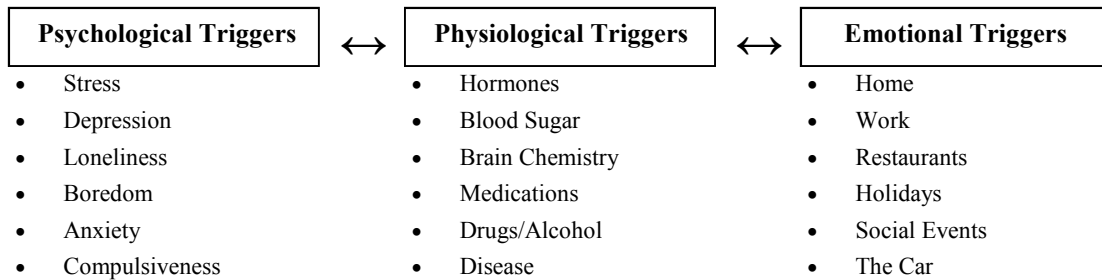 Psychological Triggers
↔
Physiological Triggers
↔
Emotional Triggers
• Stress
• Depression
• Loneliness
• Boredom
• Anxiety
• Compulsiveness
• Hormones
• Blood Sugar
• Brain Chemistry
• Medications
• Drugs/Alcohol
• Disease
• Home
• Work
• Restaurants
• Holidays
• Social Events
• The Car